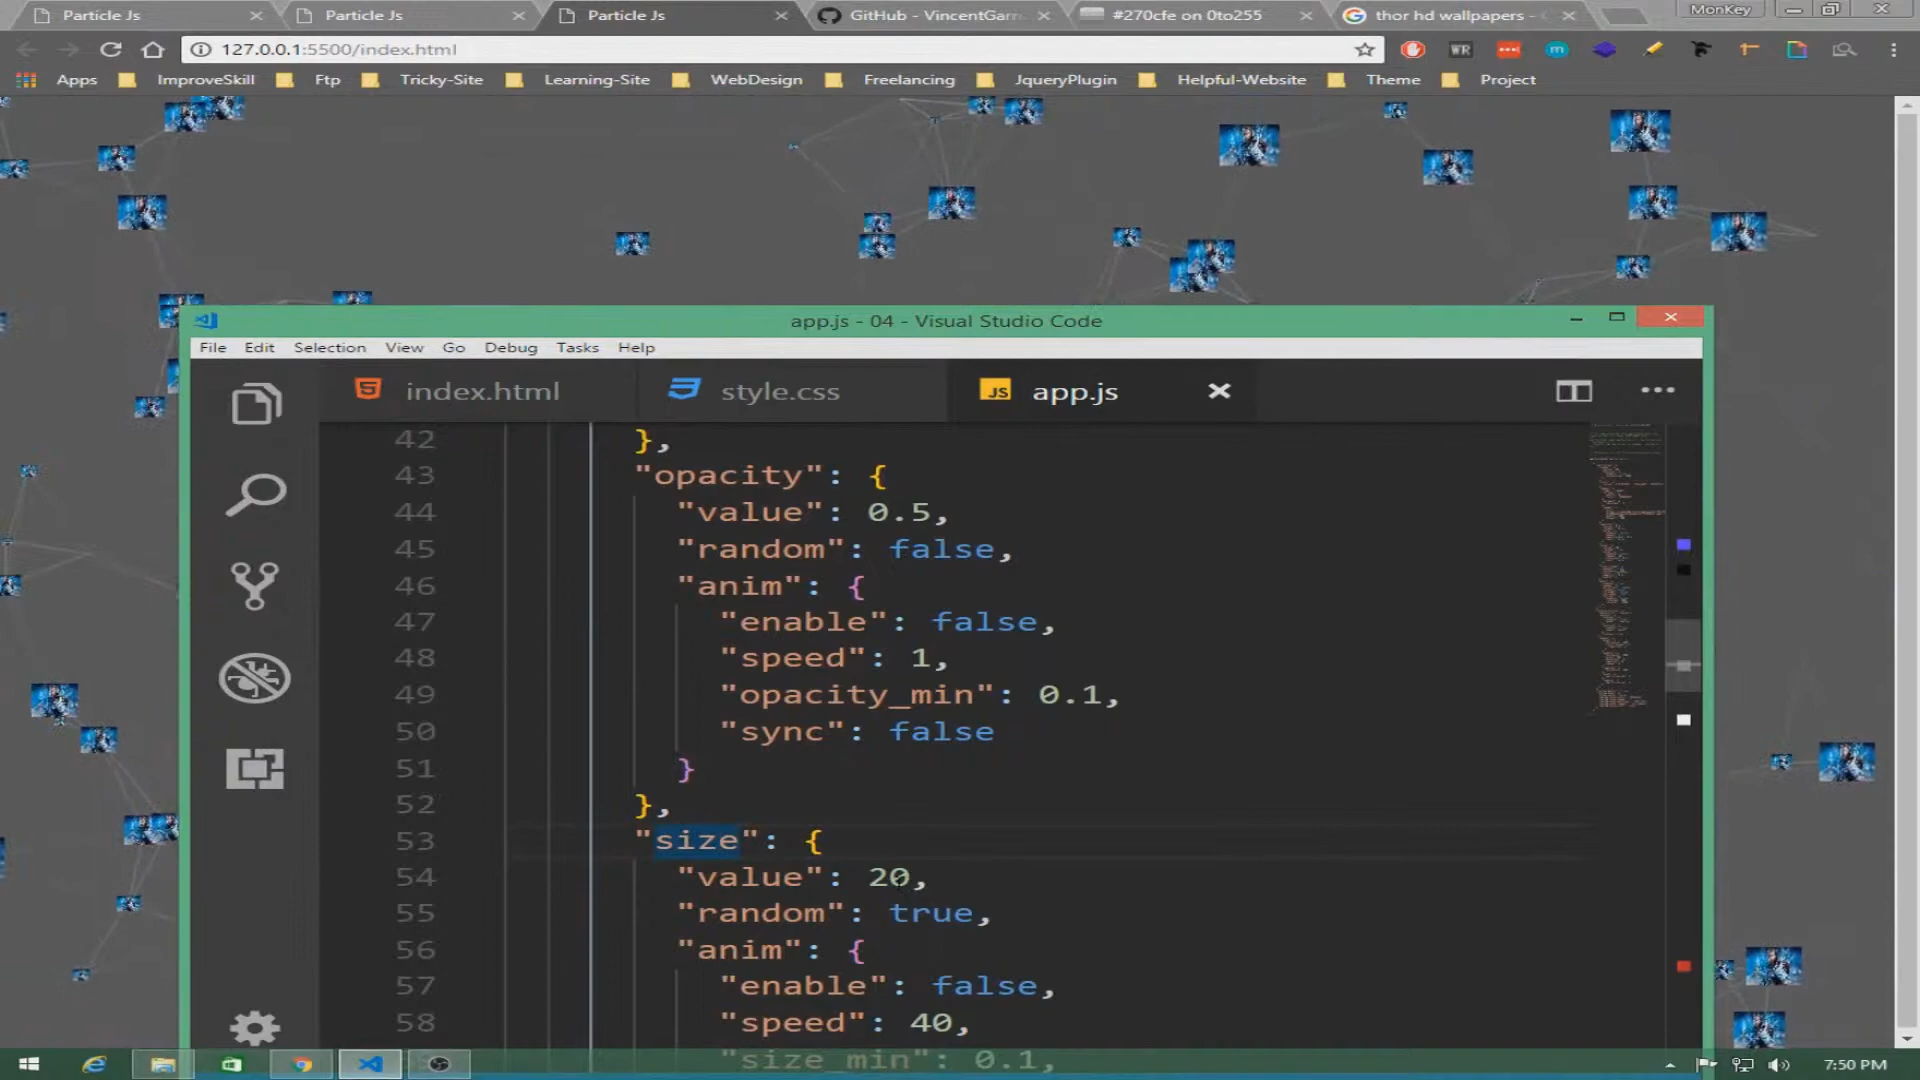 Particle Js
Particle Js
Particle Js
GitHub - VincentGarr
#270cfe on 0to255
thor hd wallpapers -
MonKey
127.0.0.1:5500/index.html
WR
m
Apps
ImproveSkill
Ftp
Tricky-Site
Learning-Site
WebDesign
Freelancing
JqueryPlugin
Helpful-Website
Theme
Project
app.js - 04 - Visual Studio Code
File Edit Selection View Go Debug Tasks Help
index.html
style.css
JS app.js
42 },
43 "opacity": {
44 "value": 0.5,
45 "random": false,
46 "anim": {
47 "enable": false,
48 "speed": 1,
49 "opacity_min": 0.1,
50 "sync": false
51 }
52 },
53 "size": {
54 "value": 20,
55 "random": true,
56 "anim": {
57 "enable": false,
58 "speed": 40,
"size_min": 0.1,
7:50 PM